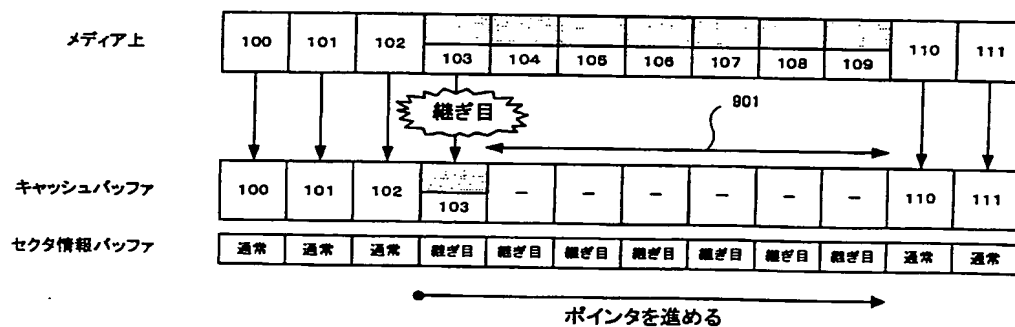 メディア上 100 101 102 103 104 105 106 107 108 109 110 111
継ぎ目
901
キャッシュバッファ 100 101 102 103 − − − − − − 110 111
セクタ情報バッファ 通常 通常 通常 継ぎ目 継ぎ目 継ぎ目 継ぎ目 継ぎ目 継ぎ目 継ぎ目 通常 通常
ポインタを進める